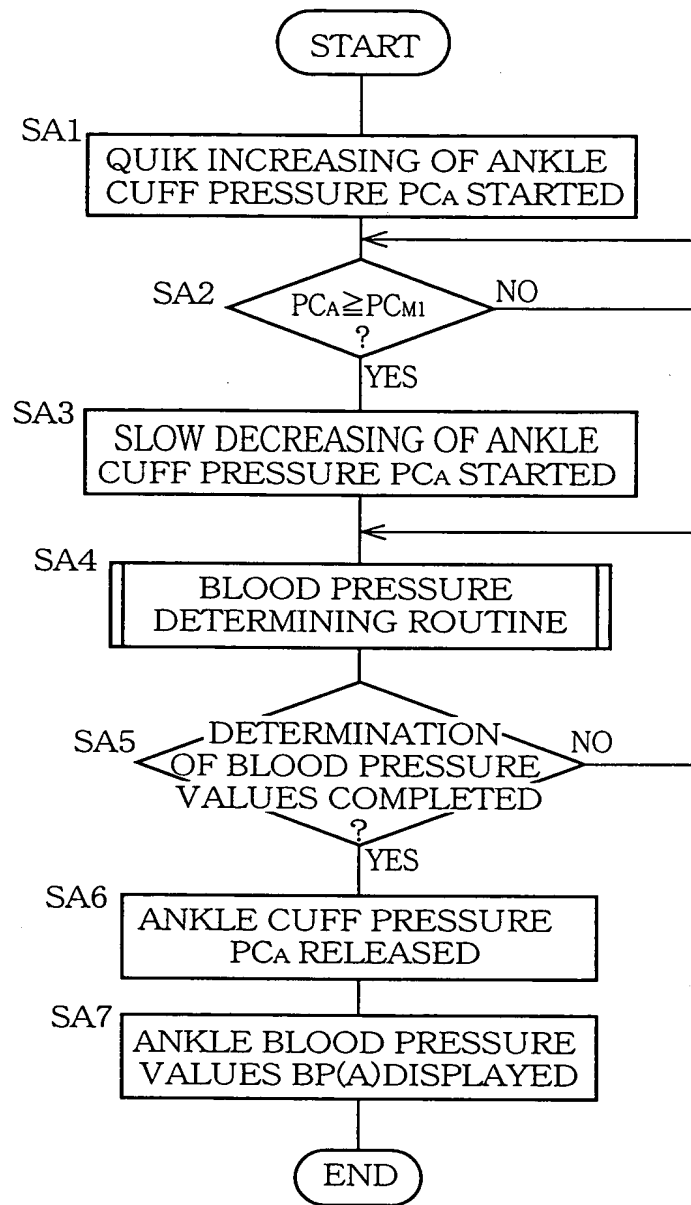 START
SA1
QUIK INCREASING OF ANKLE
CUFF PRESSURE PCA STARTED
SA2
PCA≧PCM1
?
NO
YES
SA3
SLOW DECREASING OF ANKLE
CUFF PRESSURE PCA STARTED
SA4
BLOOD PRESSURE
DETERMINING ROUTINE
SA5
DETERMINATION
OF BLOOD PRESSURE
VALUES COMPLETED
?
NO
YES
SA6
ANKLE CUFF PRESSURE
PCA RELEASED
SA7
ANKLE BLOOD PRESSURE
VALUES BP(A)DISPLAYED
END